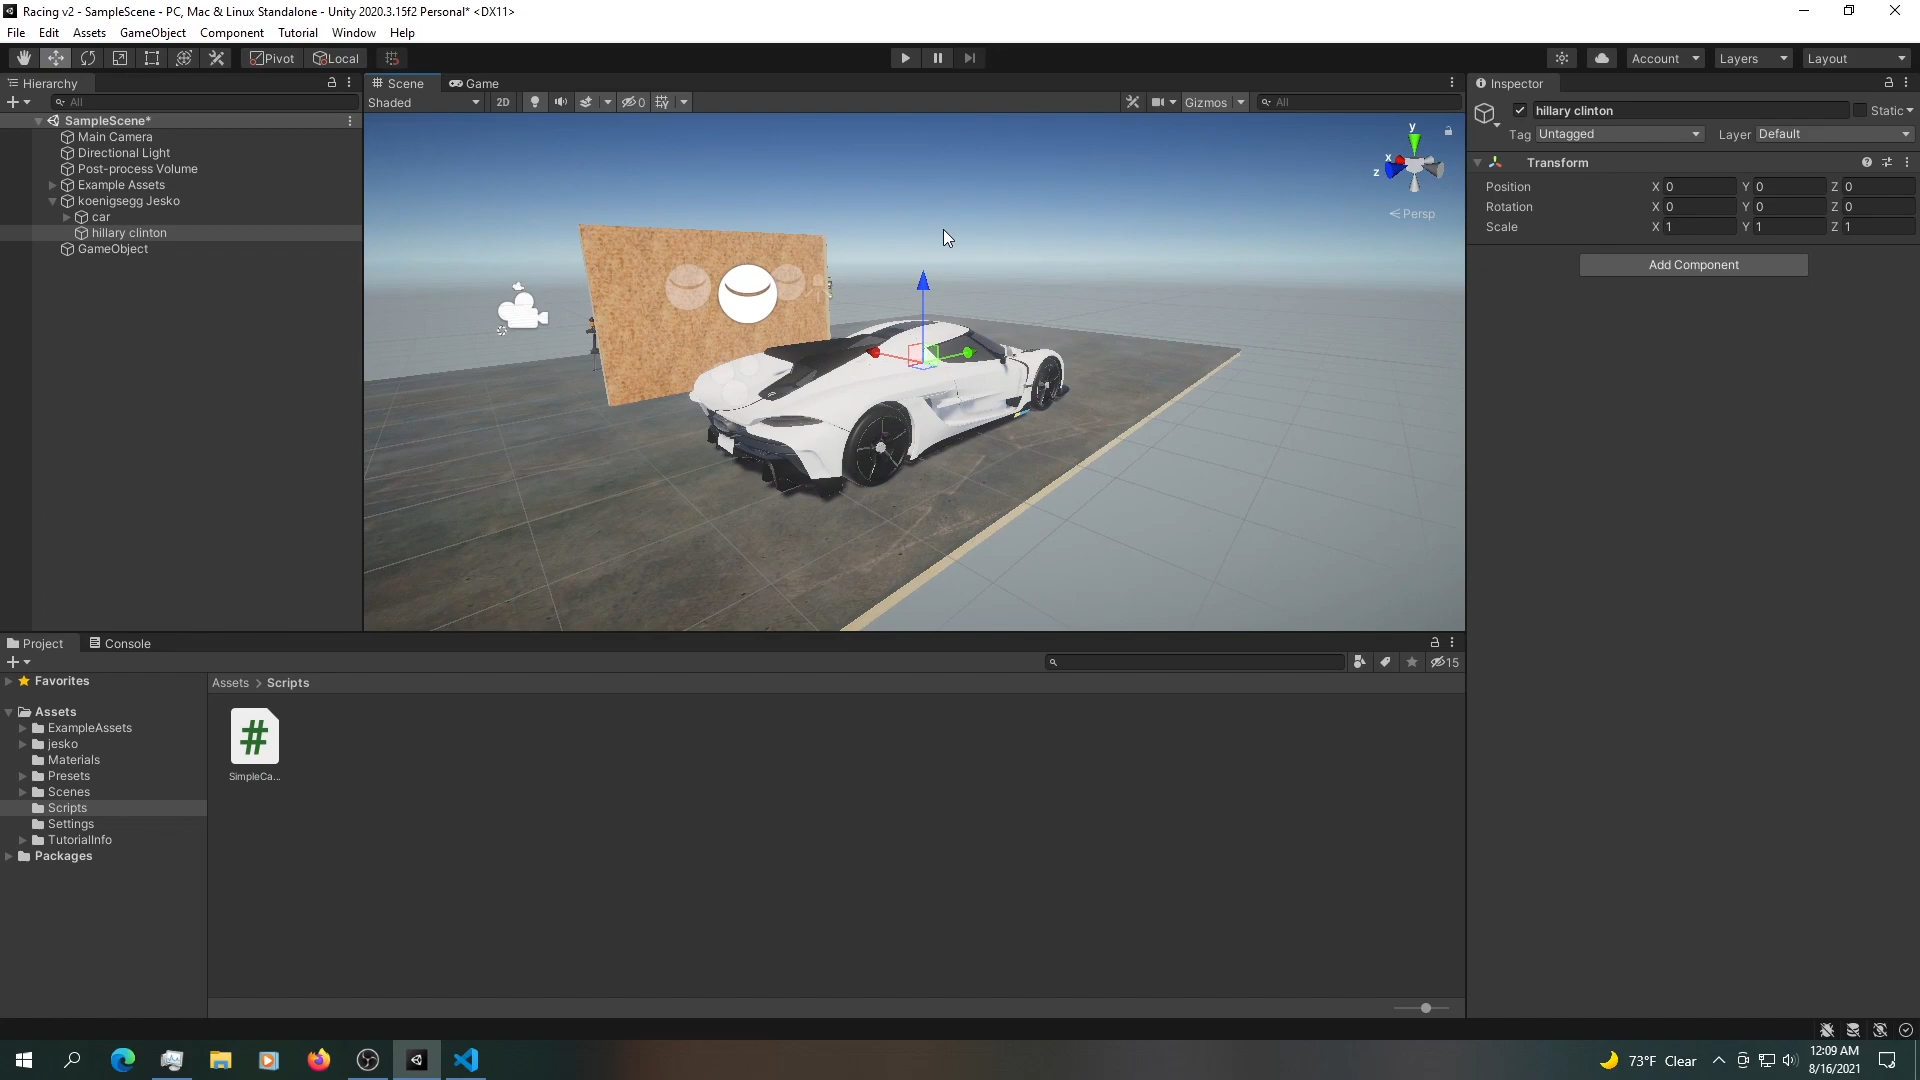 Racing v2 - SampleScene - PC, Mac & Linux Standalone - Unity 2020.3.15f2 Personal* <DX11>
File Edit Assets GameObject Component Tutorial Window Help
Pivot Local Account Layers Layout
Hierarchy
All
SampleScene*
Main Camera
Directional Light
Post-process Volume
Example Assets
koenigsegg Jesko
car
hillary clinton
GameObject
Scene Game
Shaded 2D 0 Gizmos All
y
x
z
Persp
Inspector
hillary clinton Static
Tag Untagged Layer Default
Transform
Position X 0 Y 0 Z 0
Rotation X 0 Y 0 Z 0
Scale X 1 Y 1 Z 1
Add Component
Project Console
15
Favorites
Assets
ExampleAssets
jesko
Materials
Presets
Scenes
Scripts
Settings
TutorialInfo
Packages
Assets > Scripts
#
SimpleCa...
73°F Clear
12:09 AM
8/16/2021